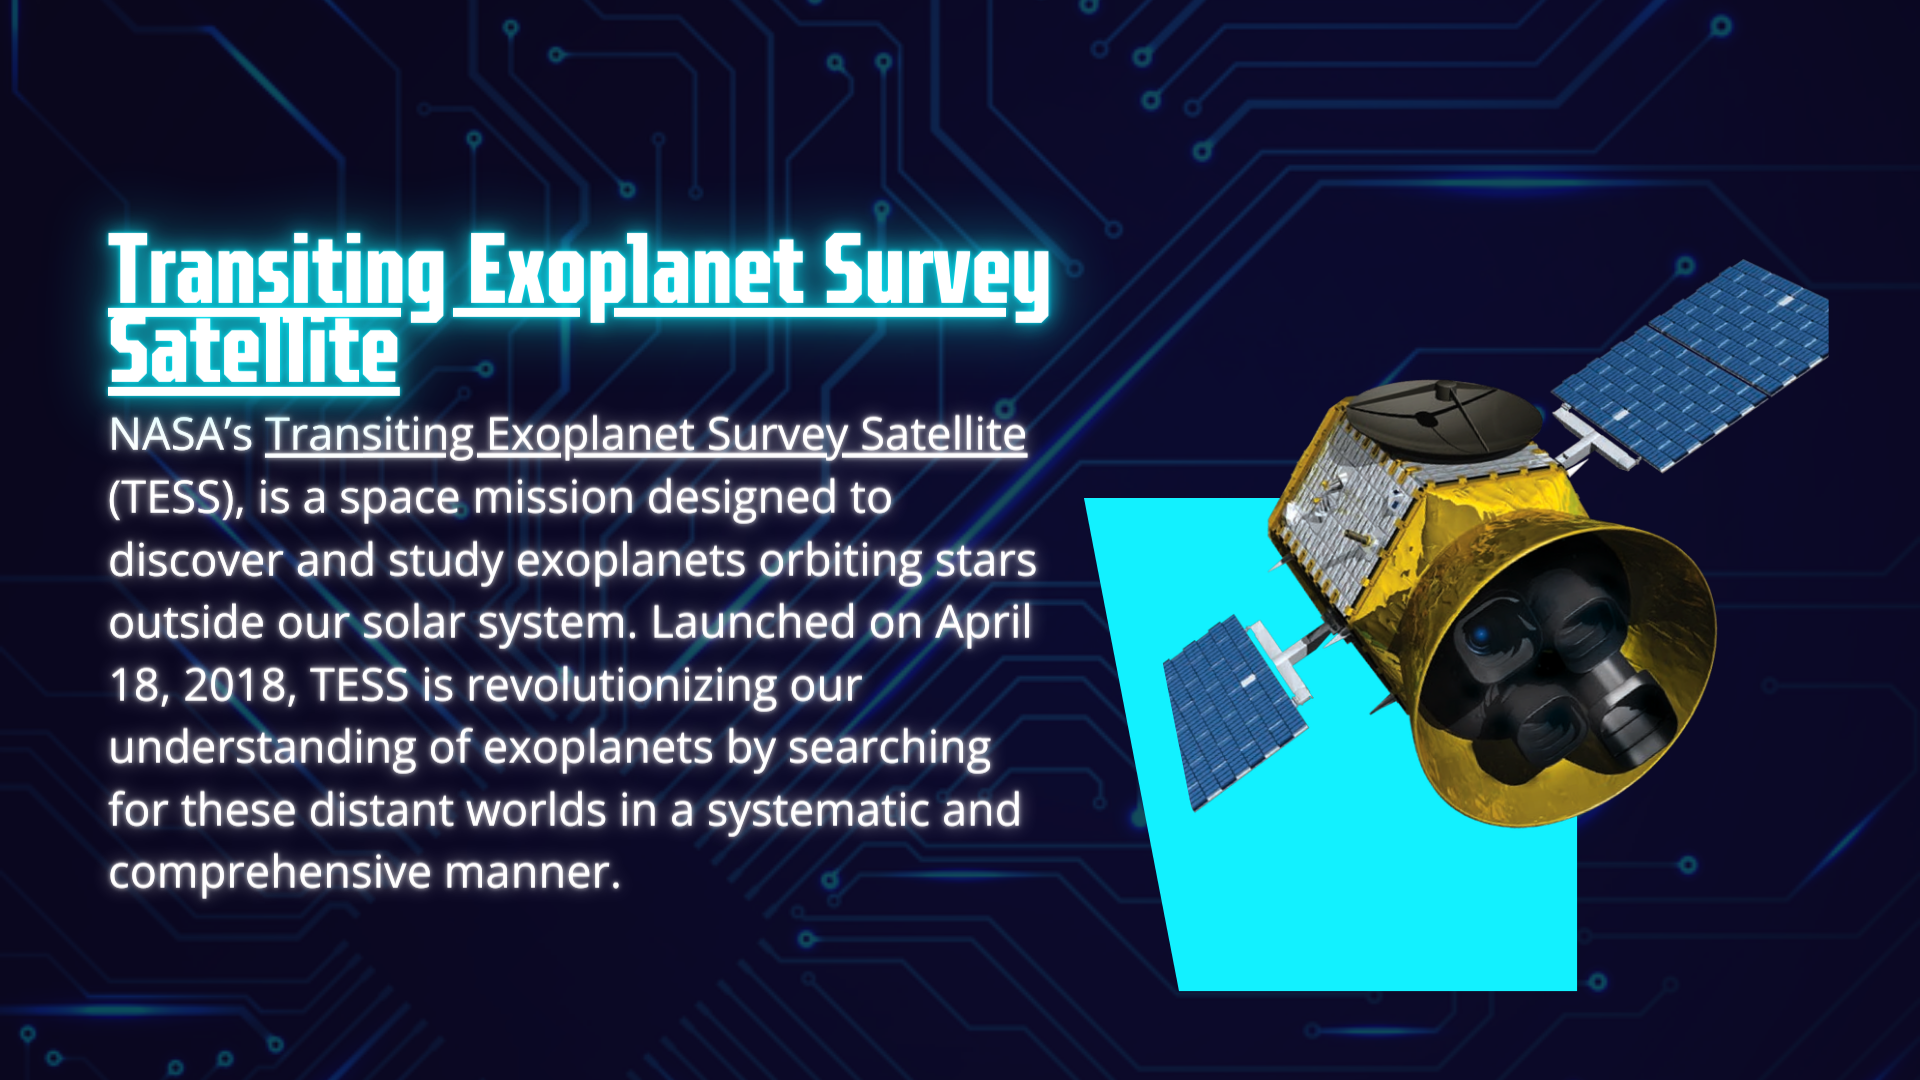 Transiting Exoplanet Survey
Satellite
NASA’s Transiting Exoplanet Survey Satellite
(TESS), is a space mission designed to
discover and study exoplanets orbiting stars
outside our solar system. Launched on April
18, 2018, TESS is revolutionizing our
understanding of exoplanets by searching
for these distant worlds in a systematic and
comprehensive manner.